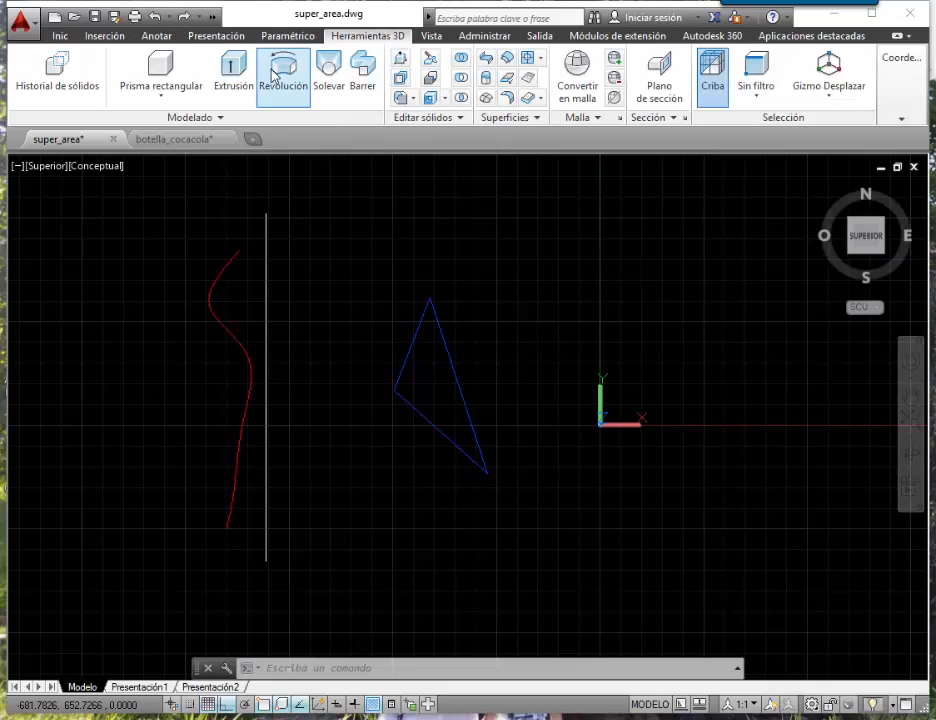 super_area.dwg
Escriba palabra clave o frase
Iniciar sesión
Inic
Inserción
Anotar
Presentación
Paramétrico
Herramientas 3D
Vista
Administrar
Salida
Módulos de extensión
Autodesk 360
Aplicaciones destacadas
Historial de sólidos
Prisma rectangular
Extrusión
Revolución
Solevar
Barrer
Convertir
en malla
Plano
de sección
Criba
Sin filtro
Gizmo Desplazar
Coorde...
Modelado
Editar sólidos
Superficies
Malla
Sección
Selección
super_area*
botella_cocacola*
[−][Superior][Conceptual]
N
O
SUPERIOR
E
S
SCU
Y
X
Z
Escriba un comando
Modelo
Presentación1
Presentación2
-681.7826, 652.7266, 0.0000
MODELO
1:1